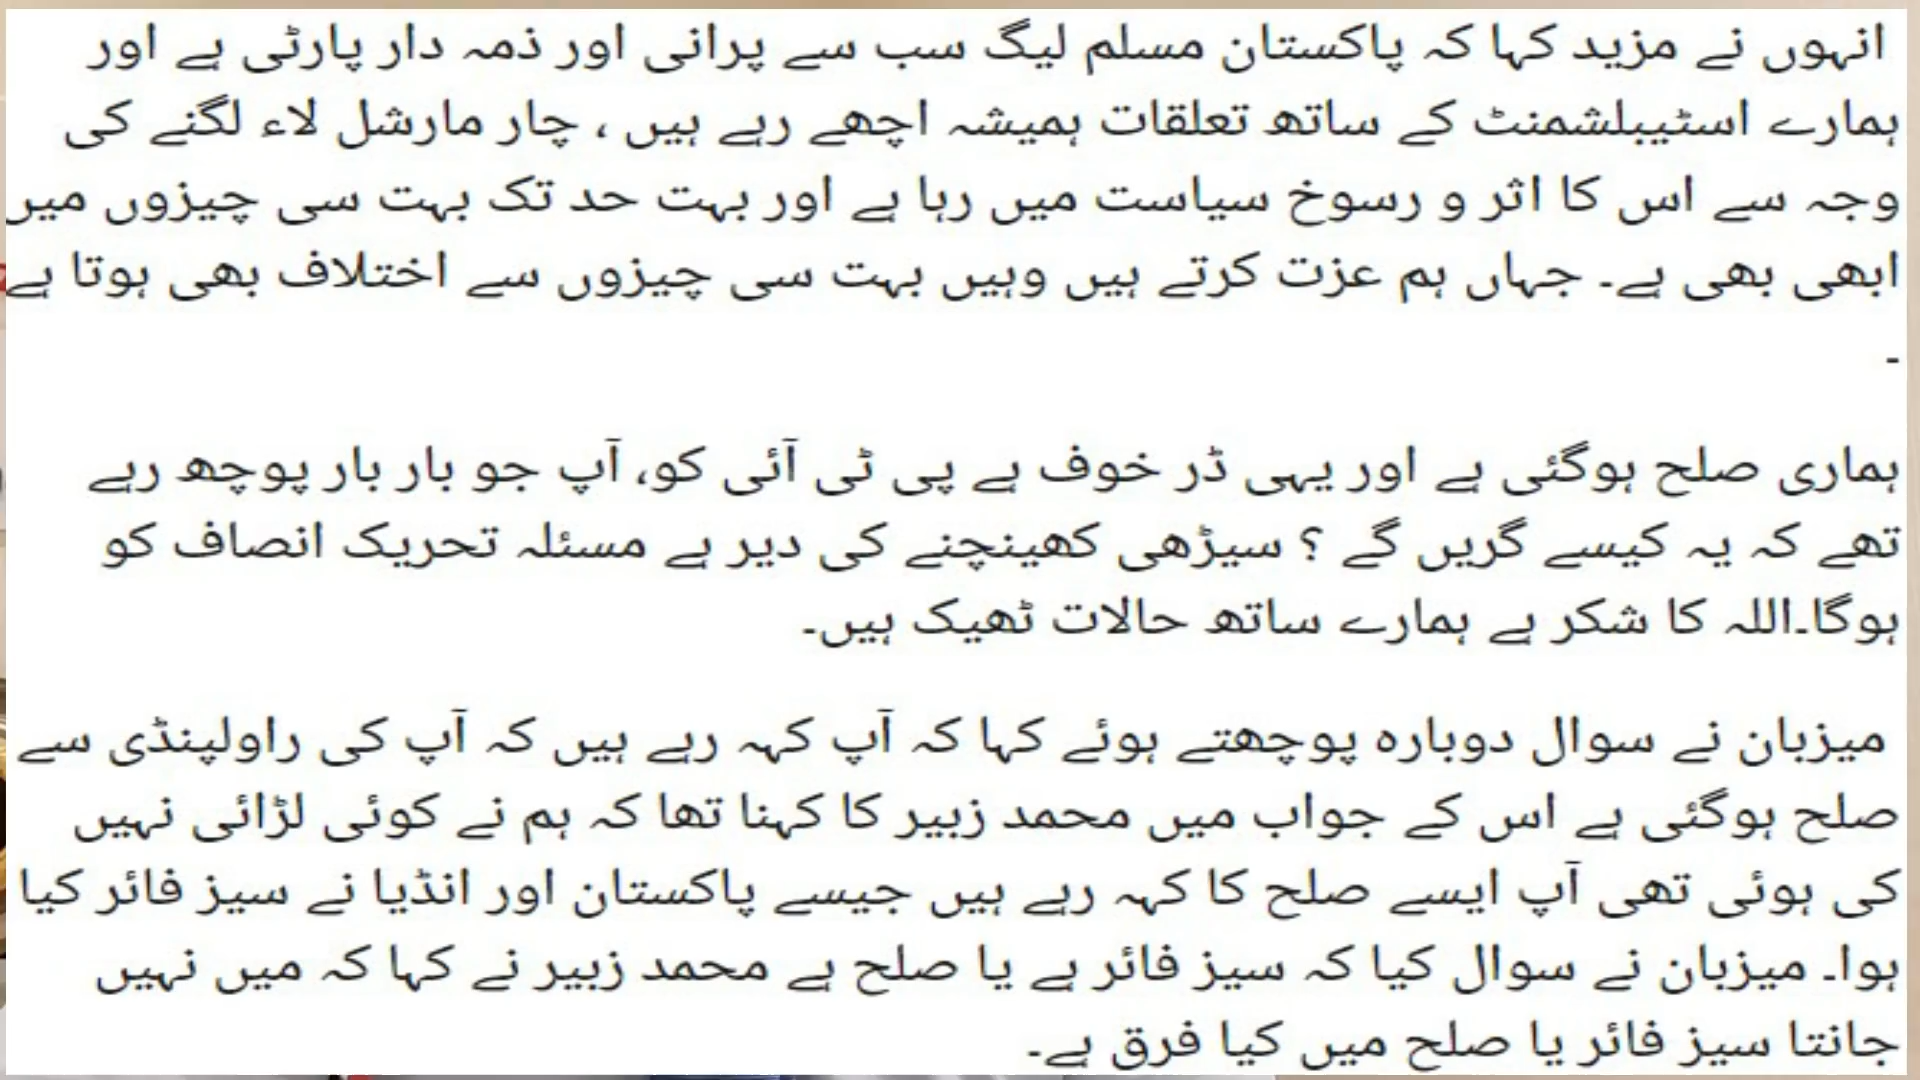 انہوں نے مزید کہا کہ پاکستان مسلم لیگ سب سے پرانی اور ذمہ دار پارٹی ہے اور
ہمارے اسٹیبلشمنٹ کے ساتھ تعلقات ہمیشہ اچھے رہے ہیں ، چار مارشل لاء لگنے کی
وجہ سے اس کا اثر و رسوخ سیاست میں رہا ہے اور بہت حد تک بہت سی چیزوں میں
ابھی بھی ہے۔ جہاں ہم عزت کرتے ہیں وہیں بہت سی چیزوں سے اختلاف بھی ہوتا ہے
۔
ہماری صلح ہوگئی ہے اور یہی ڈر خوف ہے پی ٹی آئی کو، آپ جو بار بار پوچھ رہے
تھے کہ یہ کیسے گریں گے ؟ سیڑھی کھینچنے کی دیر ہے مسئلہ تحریک انصاف کو
ہوگا۔اللہ کا شکر ہے ہمارے ساتھ حالات ٹھیک ہیں۔
میزبان نے سوال دوبارہ پوچھتے ہوئے کہا کہ آپ کہہ رہے ہیں کہ آپ کی راولپنڈی سے
صلح ہوگئی ہے اس کے جواب میں محمد زبیر کا کہنا تھا کہ ہم نے کوئی لڑائی نہیں
کی ہوئی تھی آپ ایسے صلح کا کہہ رہے ہیں جیسے پاکستان اور انڈیا نے سیز فائر کیا
ہوا۔ میزبان نے سوال کیا کہ سیز فائر ہے یا صلح ہے محمد زبیر نے کہا کہ میں نہیں
جانتا سیز فائر یا صلح میں کیا فرق ہے۔